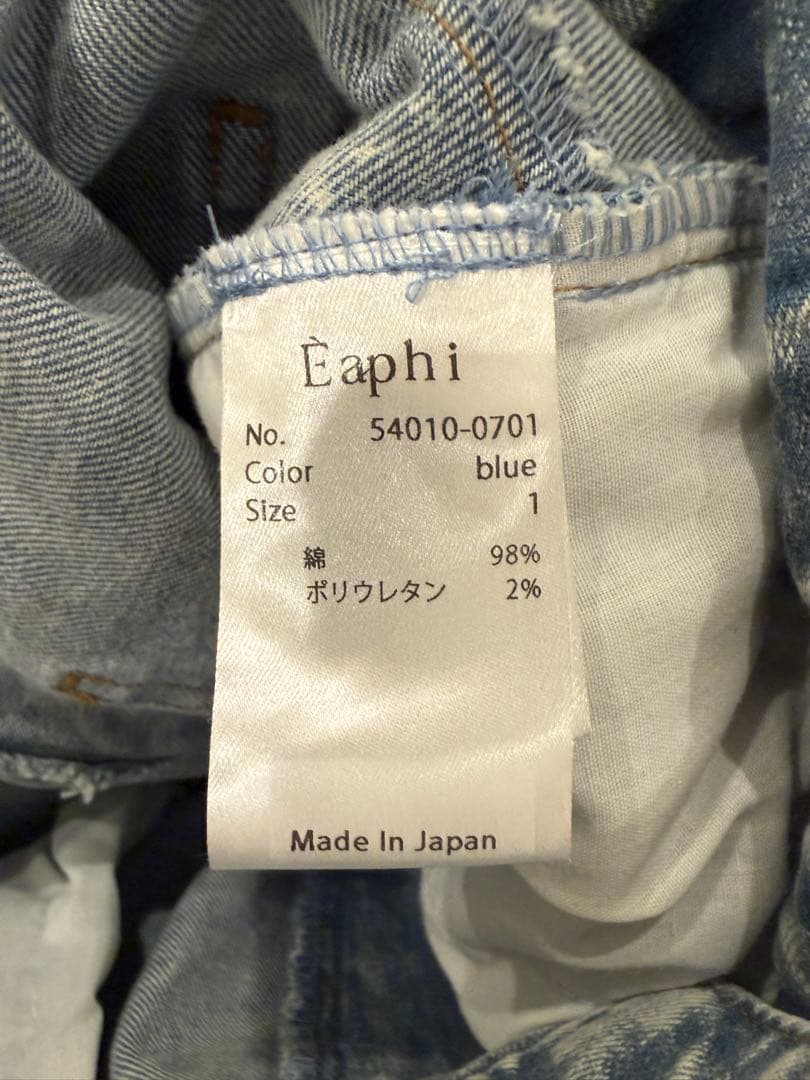 Èaphi
No. 54010-0701
Color blue
Size 1
綿 98%
ポリウレタン 2%
Made In Japan